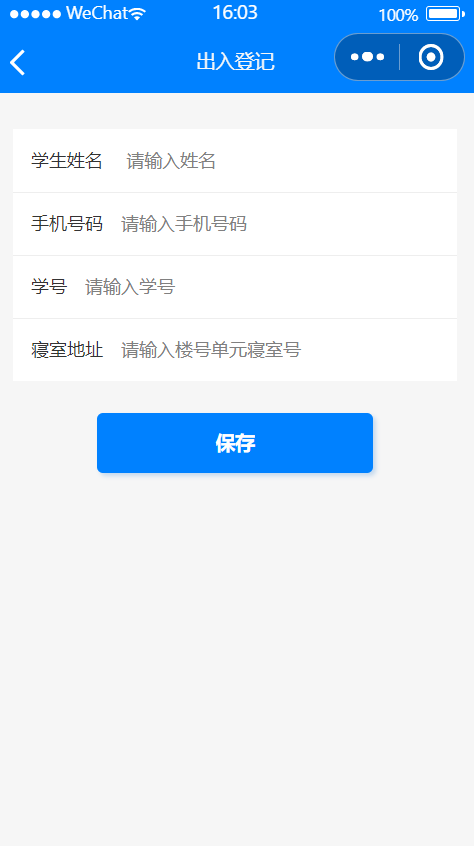 WeChat 16:03 100%
出入登记
学生姓名 请输入姓名
手机号码 请输入手机号码
学号 请输入学号
寝室地址 请输入楼号单元寝室号
保存